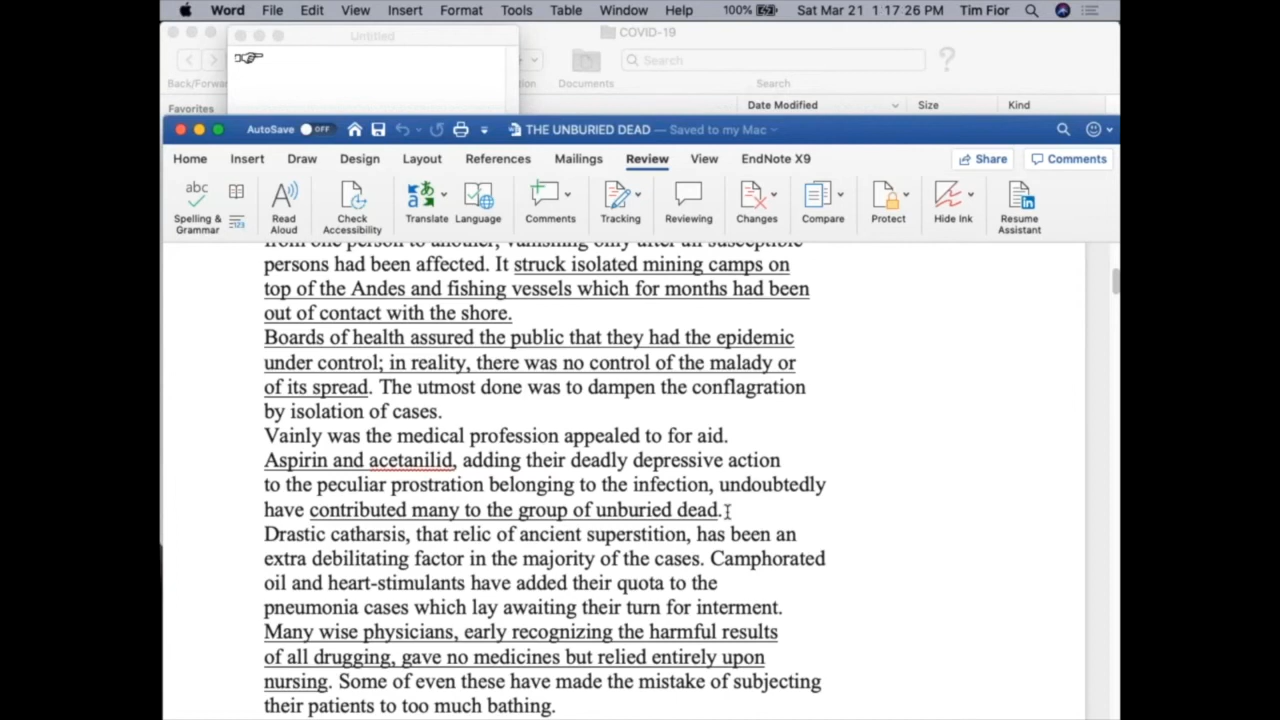 Word File Edit View Insert Format Tools Table Window Help 100% Sat Mar 21 1:17:26 PM Tim Fior
Untitled
COVID-19
Search
Back/Forwa
tion
Documents
Search
Favorites
Date Modified
Size
Kind
AutoSave OFF
THE UNBURIED DEAD — Saved to my Mac
Home Insert Draw Design Layout References Mailings Review View EndNote X9 Share Comments
abc
Spelling & Grammar
Read Aloud
Check Accessibility
Translate
Language
Comments
Tracking
Reviewing
Changes
Compare
Protect
Hide Ink
Resume Assistant
from one person to another, vanishing only after all susceptible
persons had been affected. It struck isolated mining camps on
top of the Andes and fishing vessels which for months had been
out of contact with the shore.
Boards of health assured the public that they had the epidemic
under control; in reality, there was no control of the malady or
of its spread. The utmost done was to dampen the conflagration
by isolation of cases.
Vainly was the medical profession appealed to for aid.
Aspirin and acetanilid, adding their deadly depressive action
to the peculiar prostration belonging to the infection, undoubtedly
have contributed many to the group of unburied dead.
Drastic catharsis, that relic of ancient superstition, has been an
extra debilitating factor in the majority of the cases. Camphorated
oil and heart-stimulants have added their quota to the
pneumonia cases which lay awaiting their turn for interment.
Many wise physicians, early recognizing the harmful results
of all drugging, gave no medicines but relied entirely upon
nursing. Some of even these have made the mistake of subjecting
their patients to too much bathing.